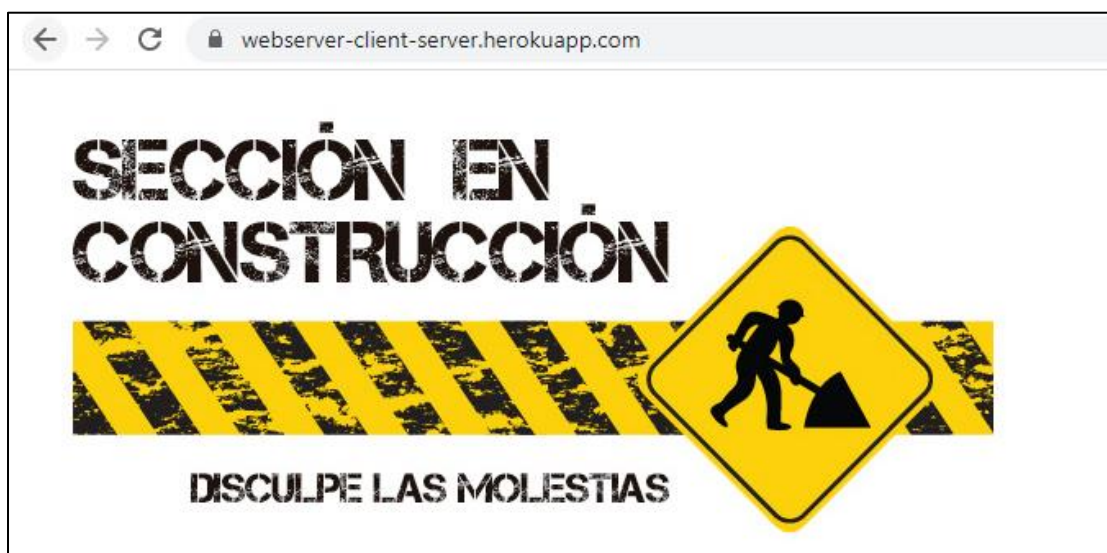 webserver-client-server.herokuapp.com
SECCIÓN EN
CONSTRUCCIÓN
DISCULPE LAS MOLESTIAS